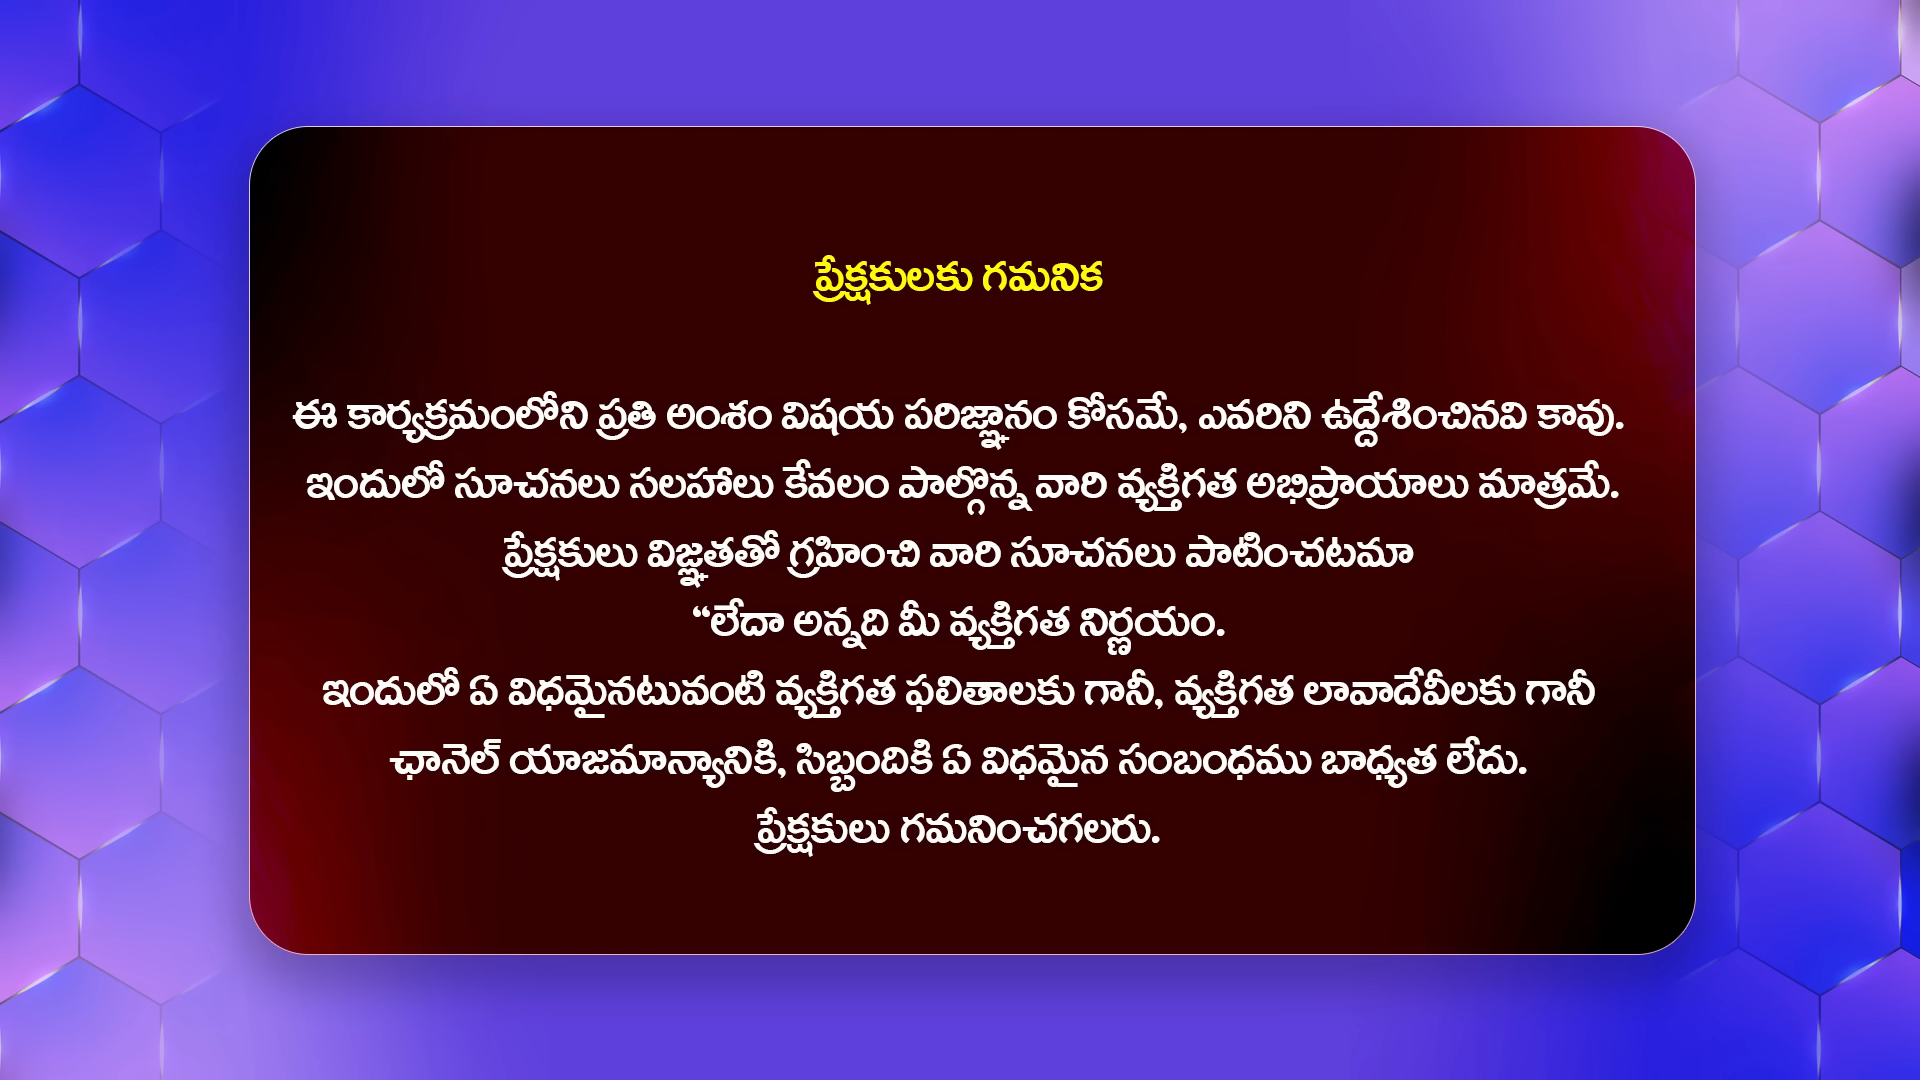 ప్రేక్షకులకు గమనిక
ఈ కార్యక్రమంలోని ప్రతి అంశం విషయ పరిజ్ఞానం కోసమే, ఎవరిని ఉద్దేశించినవి కావు.
ఇందులో సూచనలు సలహాలు కేవలం పాల్గొన్న వారి వ్యక్తిగత అభిప్రాయాలు మాత్రమే.
ప్రేక్షకులు విజ్ఞతతో గ్రహించి వారి సూచనలు పాటించటమా
“లేదా అన్నది మీ వ్యక్తిగత నిర్ణయం.
ఇందులో ఏ విధమైనటువంటి వ్యక్తిగత ఫలితాలకు గానీ, వ్యక్తిగత లావాదేవీలకు గానీ
ఛానెల్ యాజమాన్యానికి, సిబ్బందికి ఏ విధమైన సంబంధము బాధ్యత లేదు.
ప్రేక్షకులు గమనించగలరు.